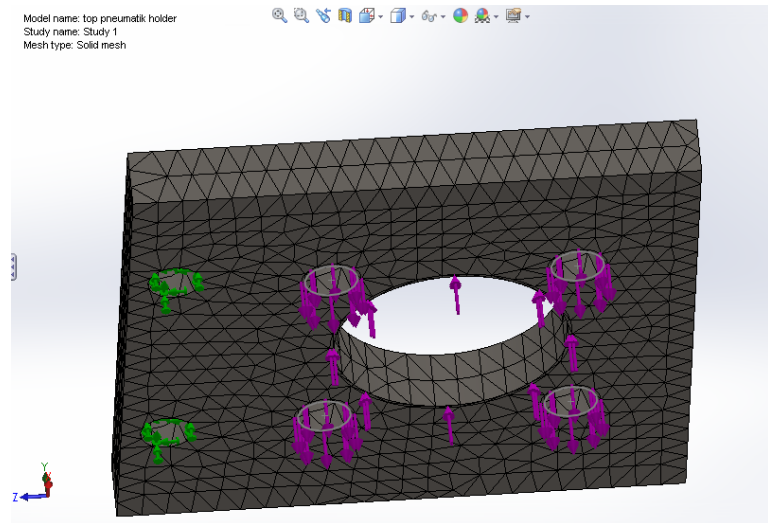 Model name: top pneumatik holder
Study name: Study 1
Mesh type: Solid mesh
Y
Z